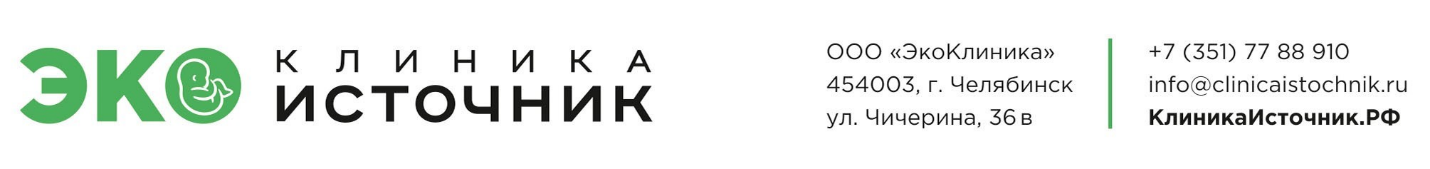 ЭКО КЛИНИКА
ИСТОЧНИК
ООО «ЭкоКлиника»
454003, г. Челябинск
ул. Чичерина, 36 в
+7 (351) 77 88 910
info@clinicaistochnik.ru
КлиникаИсточник.РФ